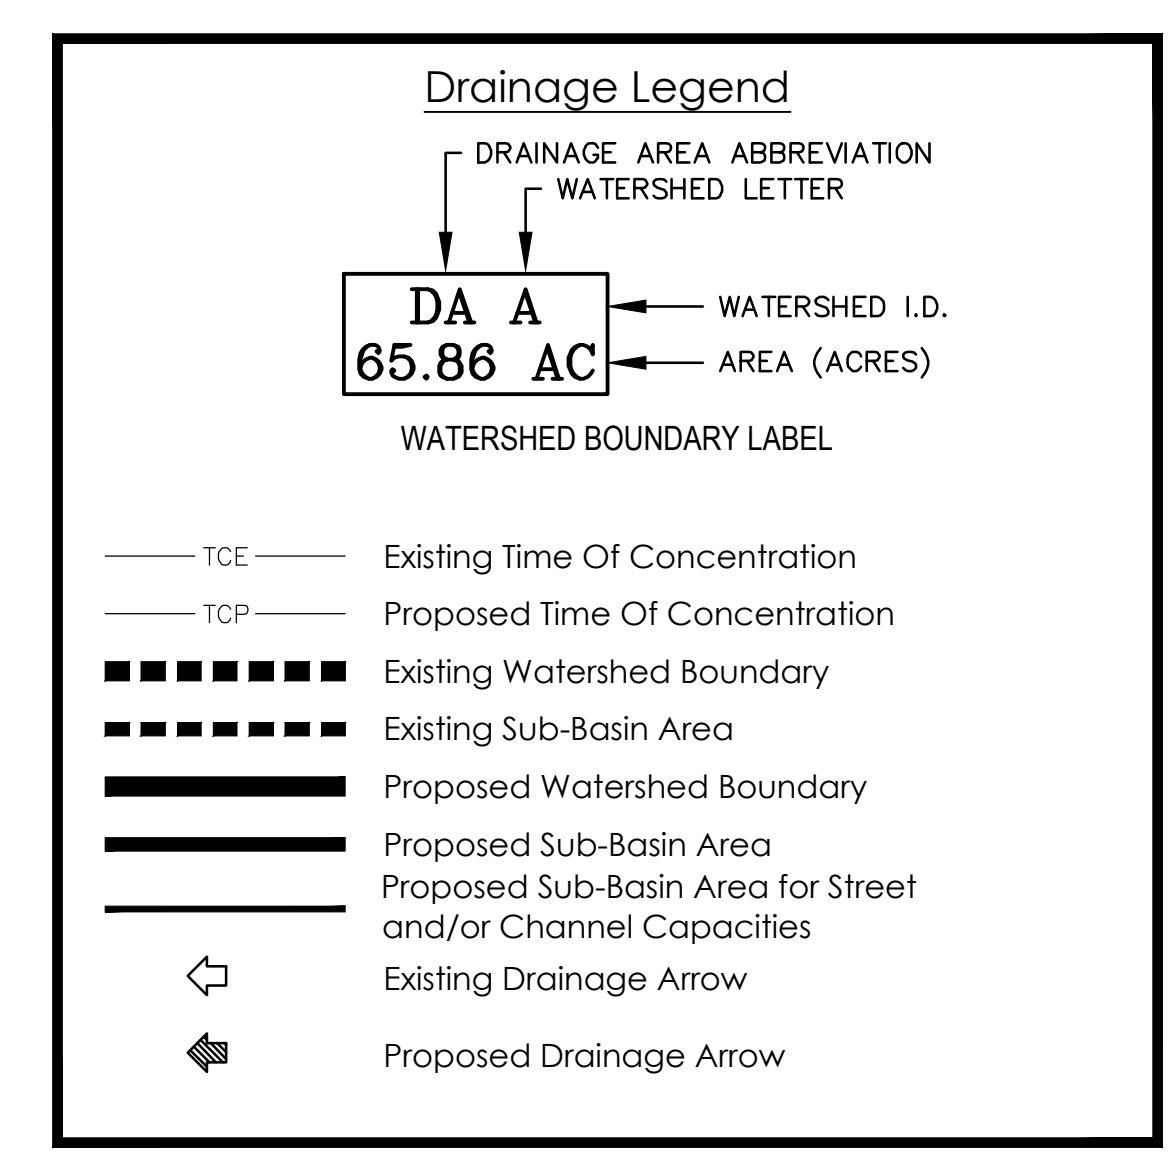 Drainage Legend
DRAINAGE AREA ABBREVIATION
WATERSHED LETTER
DA A
WATERSHED I.D.
65.86 AC
AREA (ACRES)
WATERSHED BOUNDARY LABEL
TCE Existing Time Of Concentration
TCP Proposed Time Of Concentration
Existing Watershed Boundary
Existing Sub-Basin Area
Proposed Watershed Boundary
Proposed Sub-Basin Area
Proposed Sub-Basin Area for Street
and/or Channel Capacities
Existing Drainage Arrow
Proposed Drainage Arrow